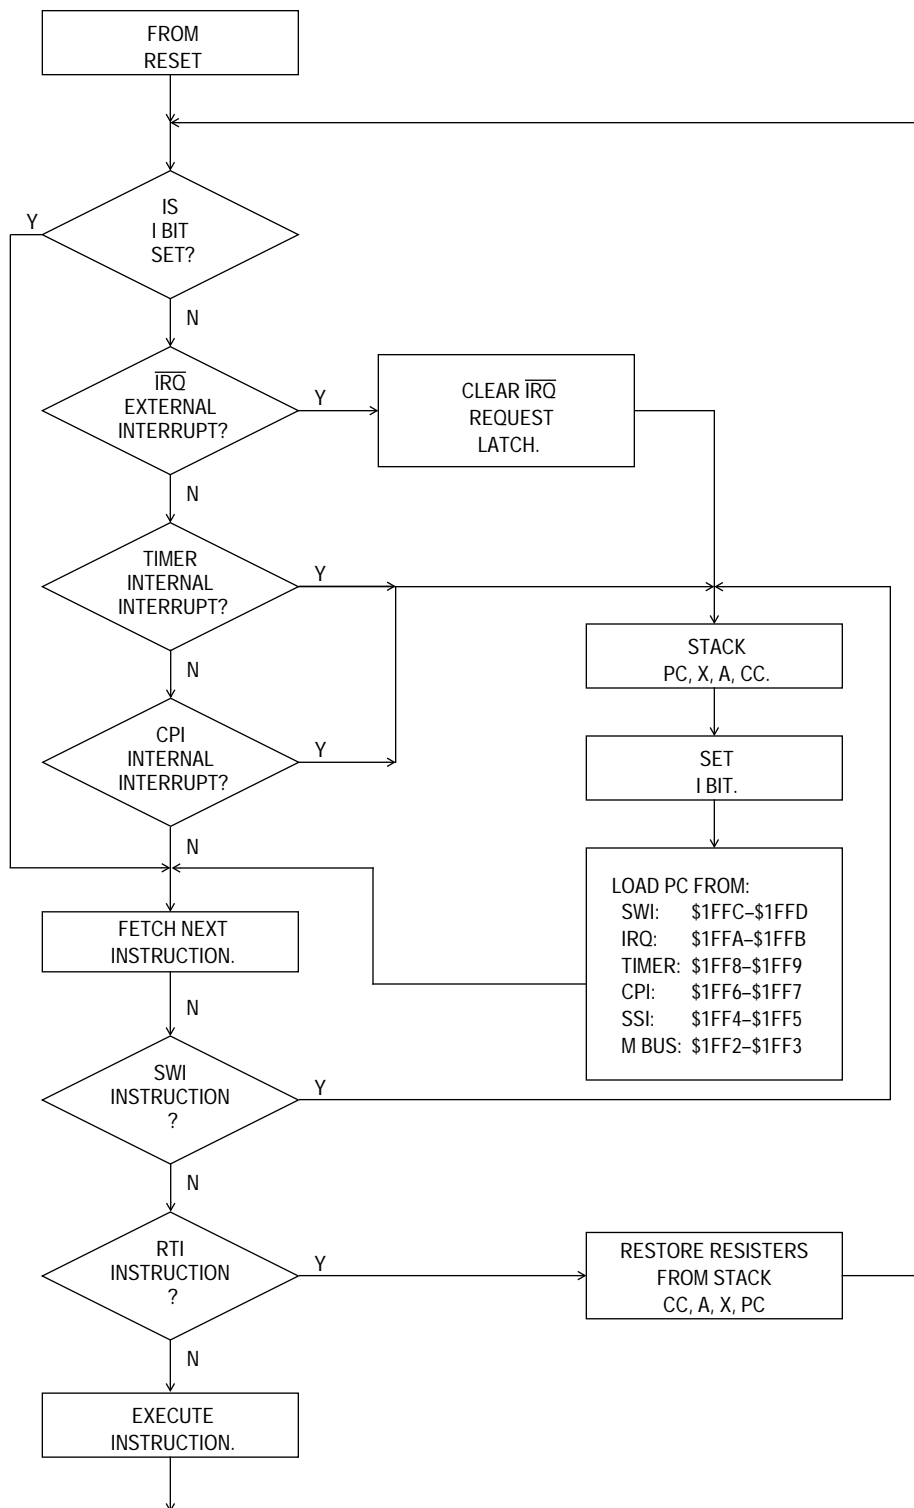 FROM
RESET
IS
I BIT
SET?
Y
N
I̅R̅Q̅
EXTERNAL
INTERRUPT?
Y
N
CLEAR I̅R̅Q̅
REQUEST
LATCH.
TIMER
INTERNAL
INTERRUPT?
Y
N
STACK
PC, X, A, CC.
CPI
INTERNAL
INTERRUPT?
Y
N
SET
I BIT.
LOAD PC FROM:
SWI: $1FFC–$1FFD
IRQ: $1FFA–$1FFB
TIMER: $1FF8–$1FF9
CPI: $1FF6–$1FF7
SSI: $1FF4–$1FF5
M BUS: $1FF2–$1FF3
FETCH NEXT
INSTRUCTION.
SWI
INSTRUCTION
?
Y
N
RTI
INSTRUCTION
?
Y
N
RESTORE RESISTERS
FROM STACK
CC, A, X, PC
EXECUTE
INSTRUCTION.